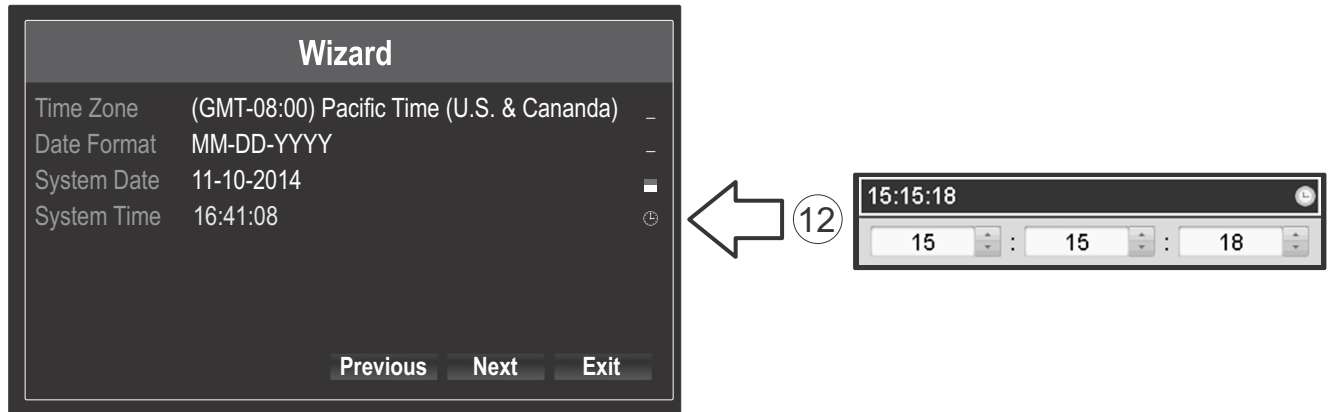 Wizard
Time Zone (GMT-08:00) Pacific Time (U.S. & Cananda)
Date Format MM-DD-YYYY
System Date 11-10-2014
System Time 16:41:08
Previous Next Exit
12
15:15:18
15 : 15 : 18